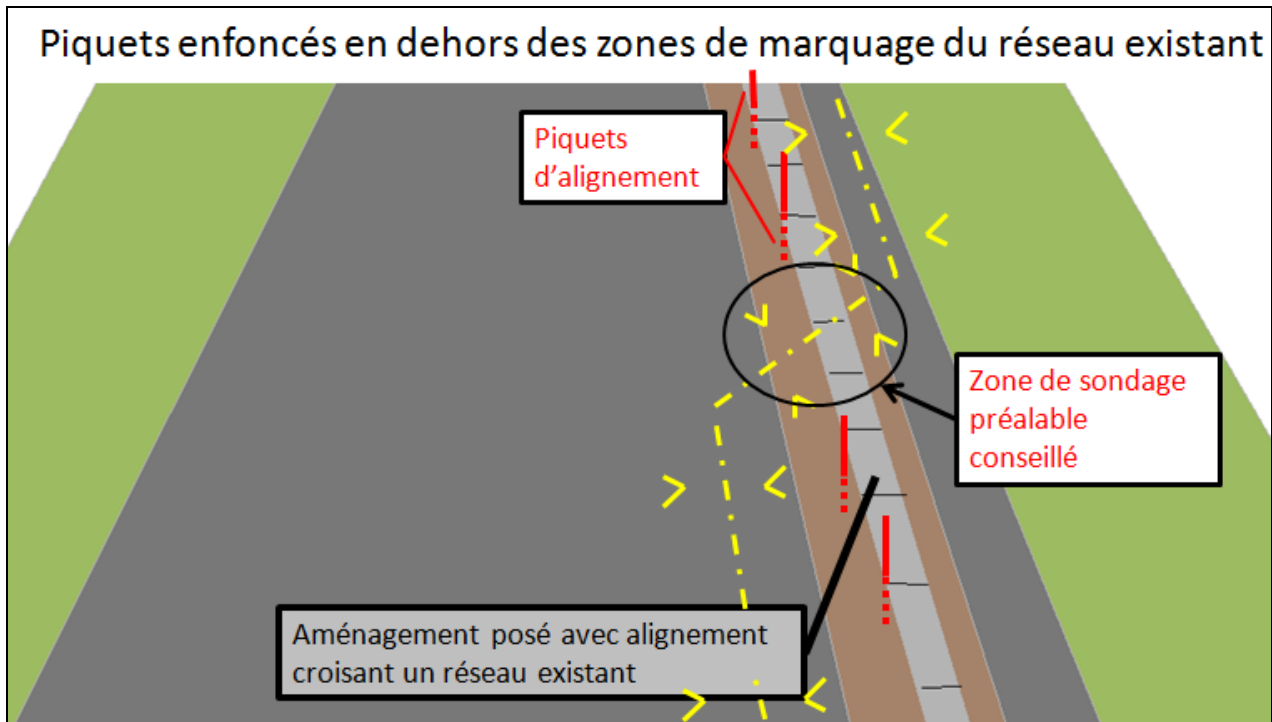 Piquets enfoncés en dehors des zones de marquage du réseau existant
Piquets
d’alignement
Zone de sondage
préalable
conseillé
Aménagement posé avec alignement
croisant un réseau existant